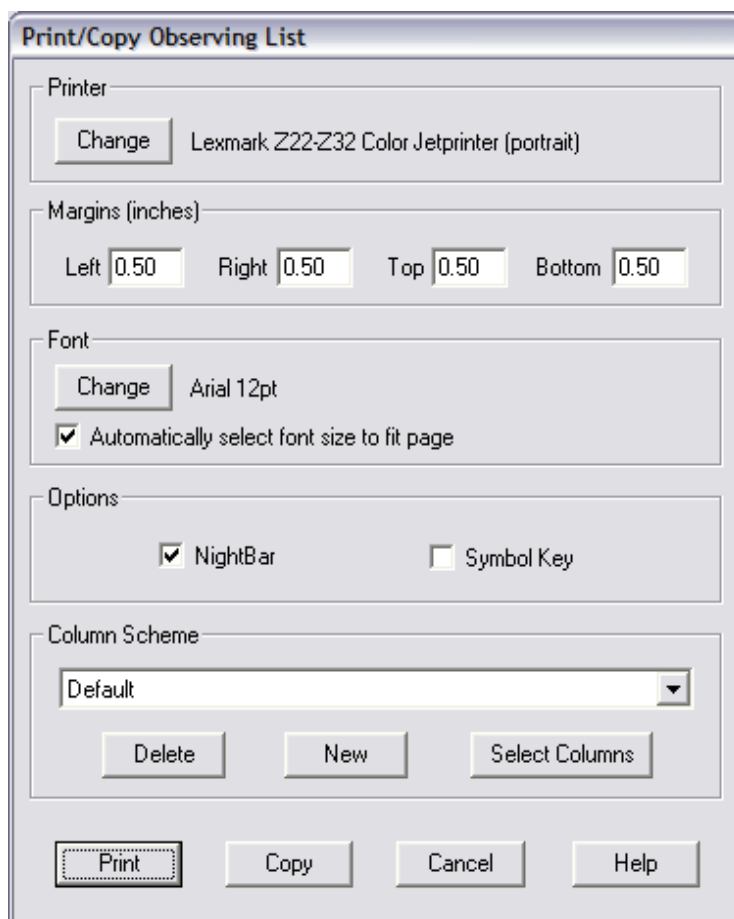 Print/Copy Observing List
Printer
Change Lexmark Z22-Z32 Color Jetprinter (portrait)
Margins (inches)
Left 0.50 Right 0.50 Top 0.50 Bottom 0.50
Font
Change Arial 12pt
Automatically select font size to fit page
Options
NightBar Symbol Key
Column Scheme
Default
Delete New Select Columns
Print Copy Cancel Help